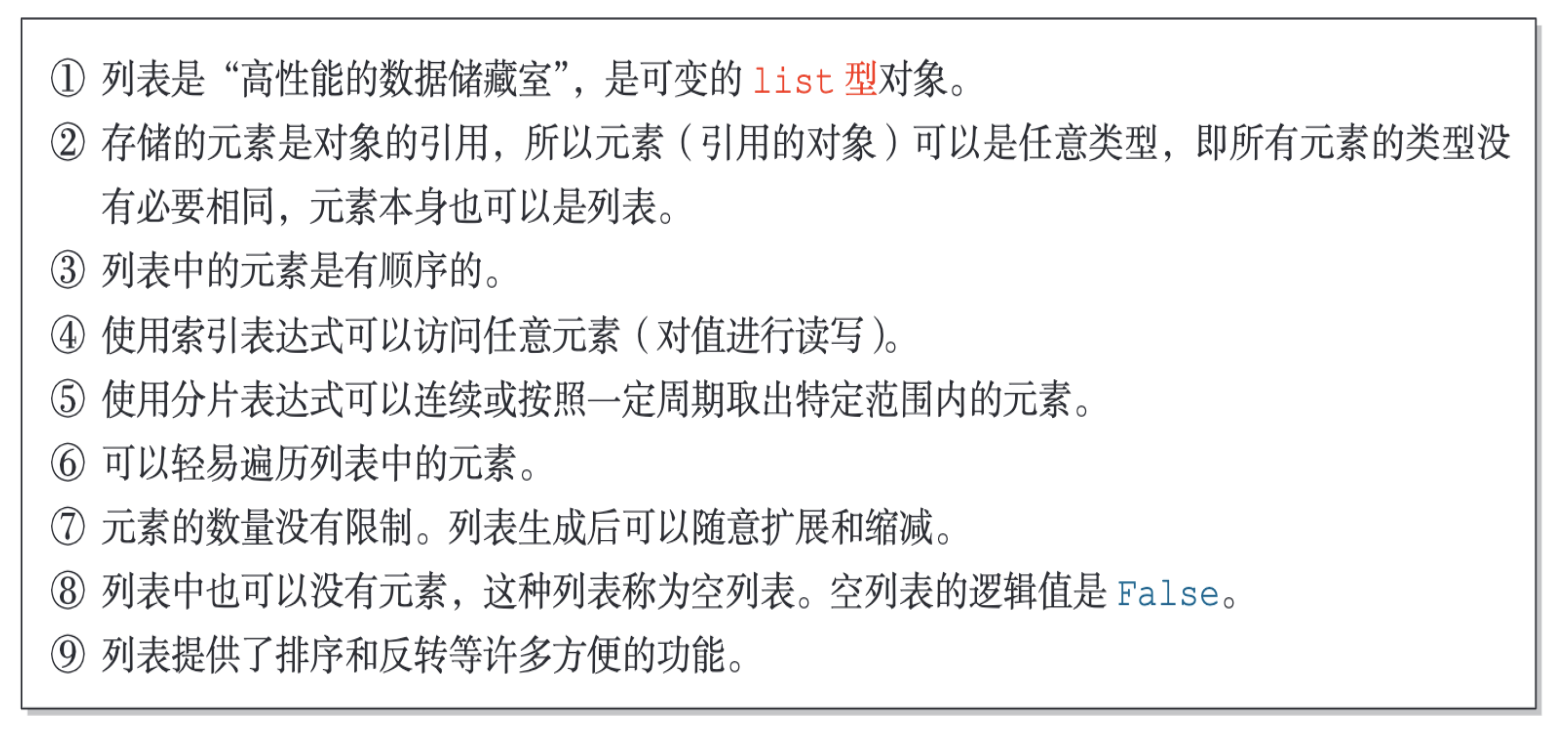 ① 列表是“高性能的数据储藏室”，是可变的 list 型对象。
② 存储的元素是对象的引用，所以元素（引用的对象）可以是任意类型，即所有元素的类型没
有必要相同，元素本身也可以是列表。
③ 列表中的元素是有顺序的。
④ 使用索引表达式可以访问任意元素（对值进行读写）。
⑤ 使用分片表达式可以连续或按照一定周期取出特定范围内的元素。
⑥ 可以轻易遍历列表中的元素。
⑦ 元素的数量没有限制。列表生成后可以随意扩展和缩减。
⑧ 列表中也可以没有元素，这种列表称为空列表。空列表的逻辑值是 False。
⑨ 列表提供了排序和反转等许多方便的功能。